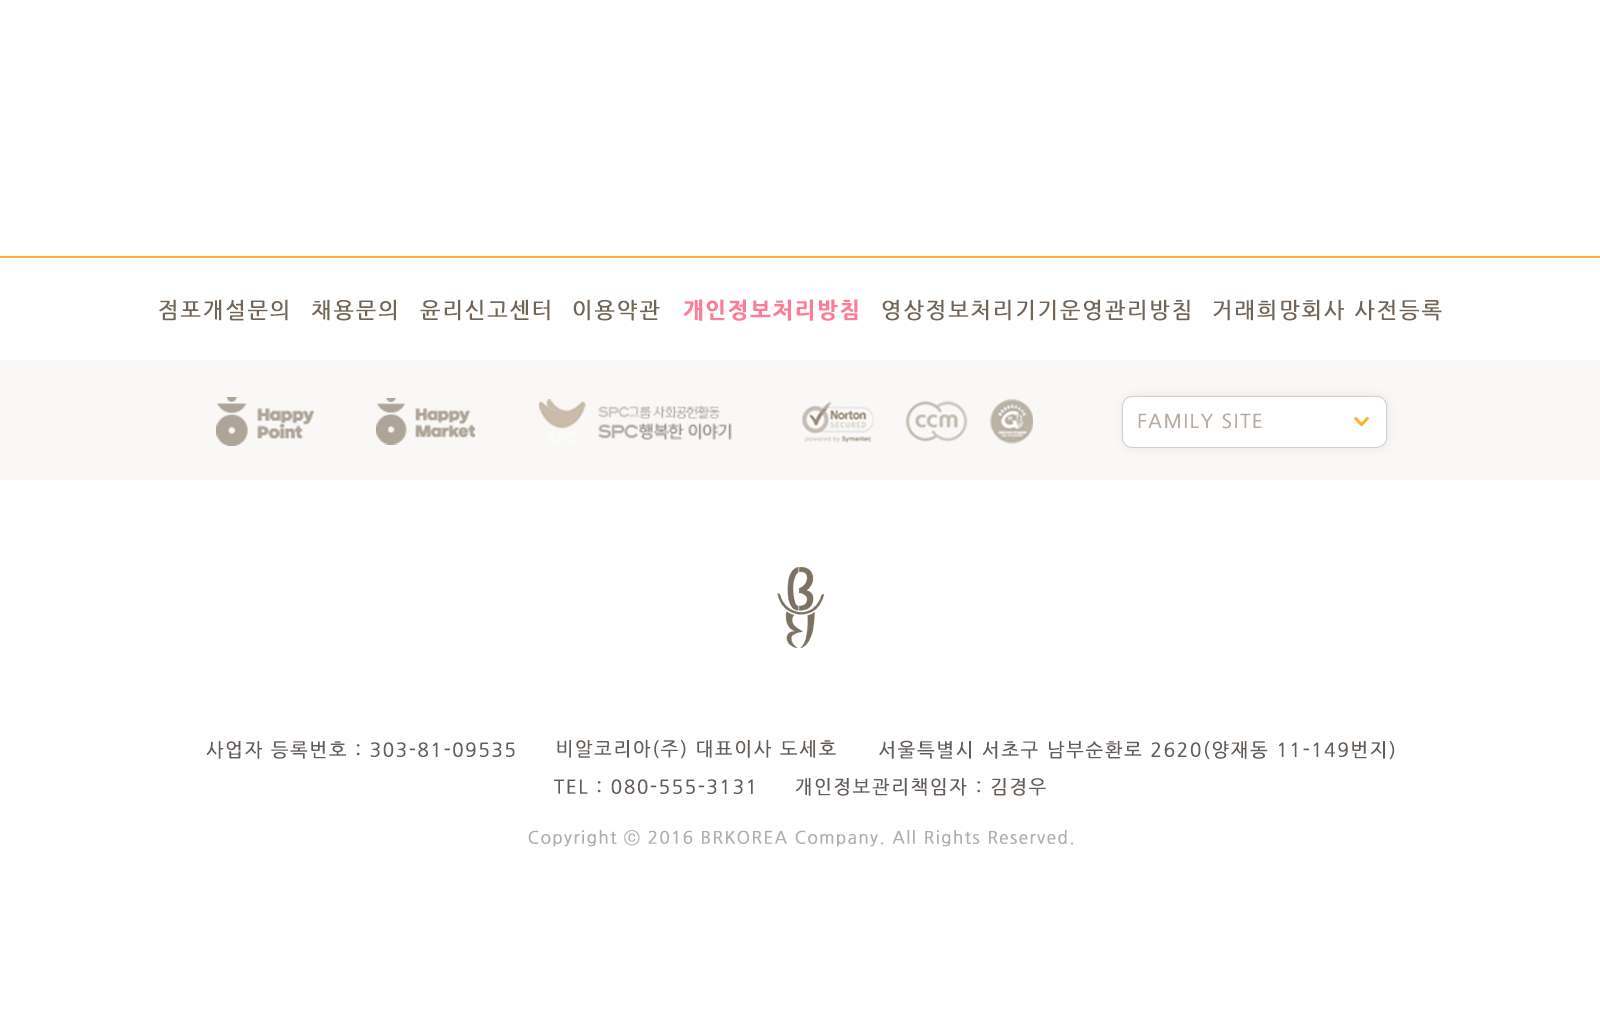 점포개설문의 채용문의 윤리신고센터 이용약관 개인정보처리방침 영상정보처리기기운영관리방침 거래희망회사 사전등록
Happy Point
Happy Market
SPC그룹 사회공헌활동
SPC행복한 이야기
Norton
SECURED
powered by Symantec
ccm
FAMILY SITE
사업자 등록번호 : 303-81-09535 비알코리아(주) 대표이사 도세호 서울특별시 서초구 남부순환로 2620(양재동 11-149번지)
TEL : 080-555-3131 개인정보관리책임자 : 김경우
Copyright ⓒ 2016 BRKOREA Company. All Rights Reserved.